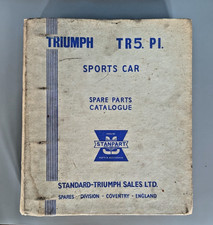 TRIUMPH TR5. PI.
SPORTS CAR
SPARE PARTS
CATALOGUE
STANPART
STANDARD-TRIUMPH SALES LTD.
SPARES - DIVISION - COVENTRY - ENGLAND